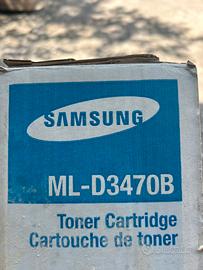 SAMSUNG
ML-D3470B
Toner Cartridge
Cartouche de toner